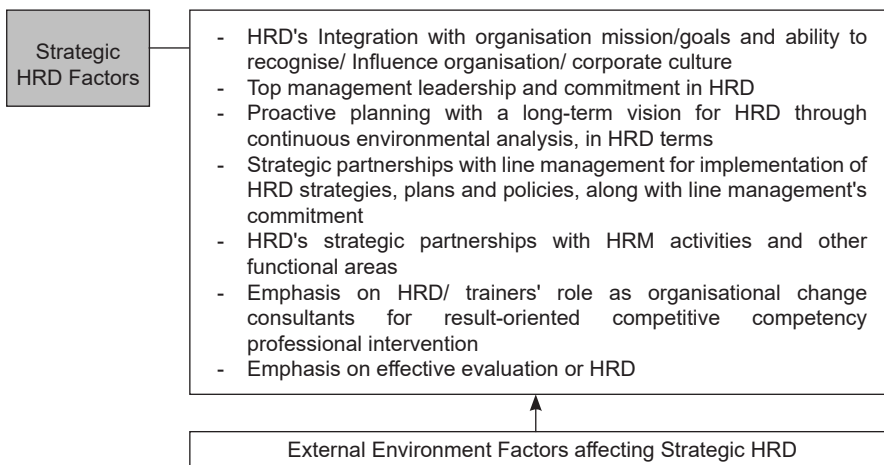 Strategic
HRD Factors
- HRD's Integration with organisation mission/goals and ability to
recognise/ Influence organisation/ corporate culture
- Top management leadership and commitment in HRD
- Proactive planning with a long-term vision for HRD through
continuous environmental analysis, in HRD terms
- Strategic partnerships with line management for implementation of
HRD strategies, plans and policies, along with line management's
commitment
- HRD's strategic partnerships with HRM activities and other
functional areas
- Emphasis on HRD/ trainers' role as organisational change
consultants for result-oriented competitive competency
professional intervention
- Emphasis on effective evaluation or HRD
External Environment Factors affecting Strategic HRD